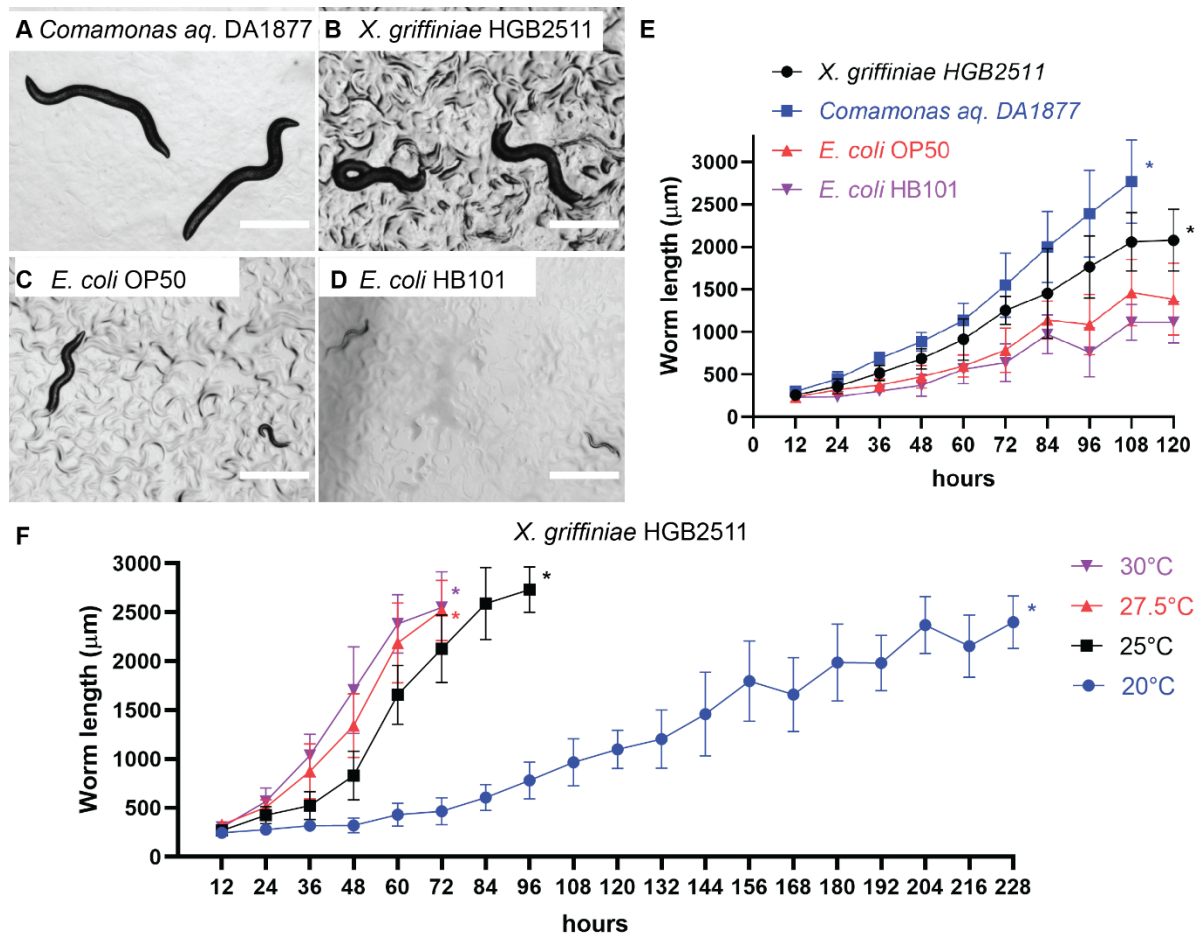 A Comamonas aq. DA1877
B X. griffiniae HGB2511
C E. coli OP50
D E. coli HB101
E
X. griffiniae HGB2511
Comamonas aq. DA1877
E. coli OP50
E. coli HB101
Worm length (μm)
3000
2500
2000
1500
1000
500
0
*
*
0 12 24 36 48 60 72 84 96 108 120
hours
F
X. griffiniae HGB2511
Worm length (μm)
3000
2500
2000
1500
1000
500
0
*
*
*
*
30°C
27.5°C
25°C
20°C
12 24 36 48 60 72 84 96 108 120 132 144 156 168 180 192 204 216 228
hours